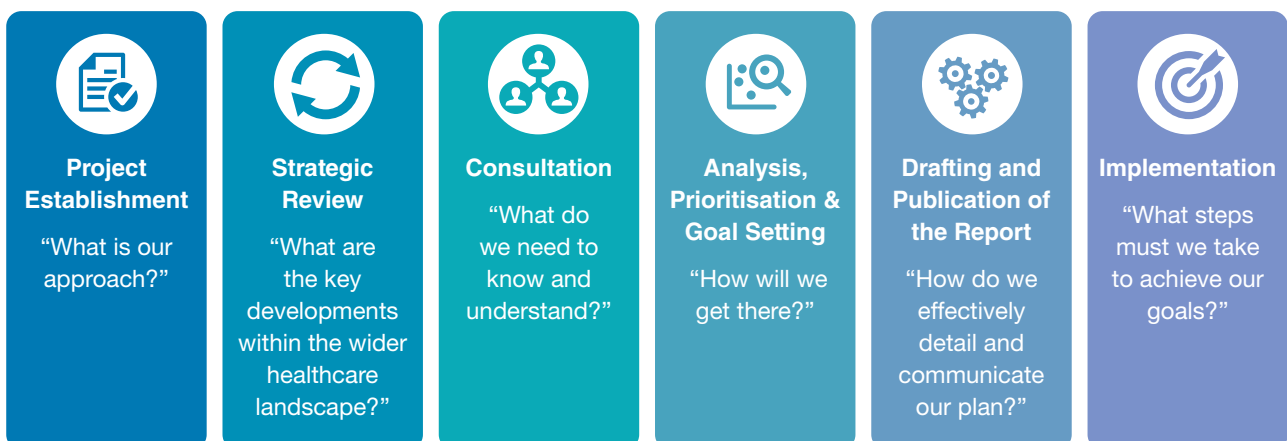 Project
Establishment
“What is our
approach?”
Strategic
Review
“What are
the key
developments
within the wider
healthcare
landscape?”
Consultation
“What do
we need to
know and
understand?”
Analysis,
Prioritisation &
Goal Setting
“How will we
get there?”
Drafting and
Publication of
the Report
“How do we
effectively
detail and
communicate
our plan?”
Implementation
“What steps
must we take
to achieve our
goals?”